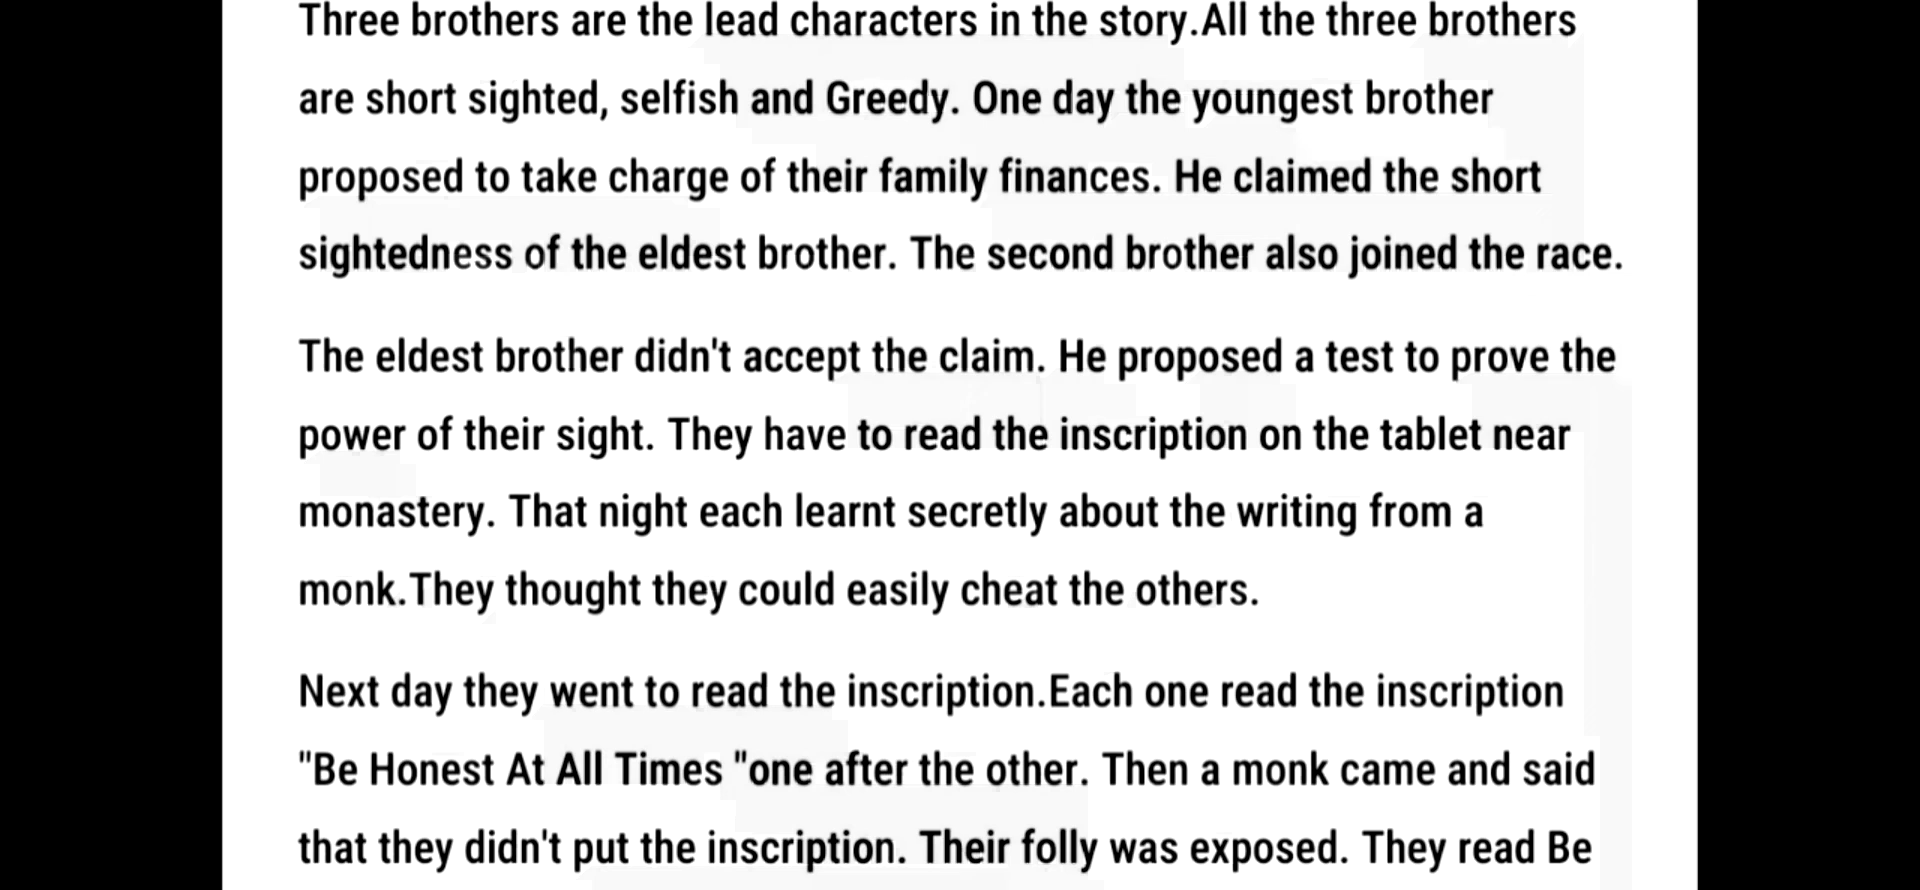 Three brothers are the lead characters in the story.All the three brothers
are short sighted, selfish and Greedy. One day the youngest brother
proposed to take charge of their family finances. He claimed the short
sightedness of the eldest brother. The second brother also joined the race.
The eldest brother didn't accept the claim. He proposed a test to prove the
power of their sight. They have to read the inscription on the tablet near
monastery. That night each learnt secretly about the writing from a
monk.They thought they could easily cheat the others.
Next day they went to read the inscription.Each one read the inscription
"Be Honest At All Times "one after the other. Then a monk came and said
that they didn't put the inscription. Their folly was exposed. They read Be